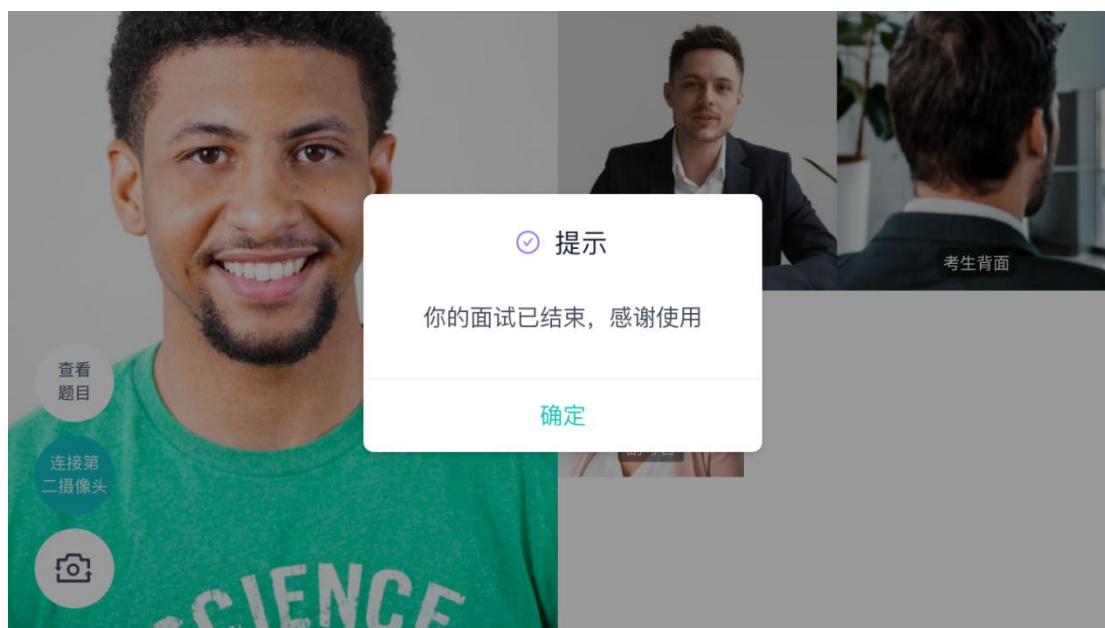 提示
你的面试已结束，感谢使用
确定
考生背面
查看
题目
连接第
二摄像头
SCIENCE